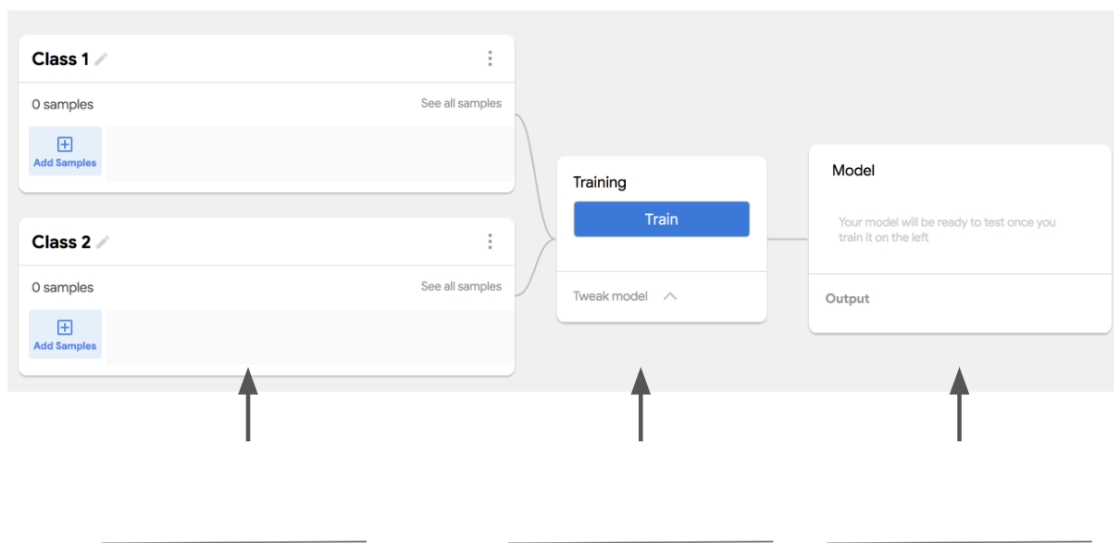 Class 1
0 samples
See all samples
Add Samples
Class 2
0 samples
See all samples
Add Samples
Training
Train
Tweak model
Model
Your model will be ready to test once you
train it on the left
Output